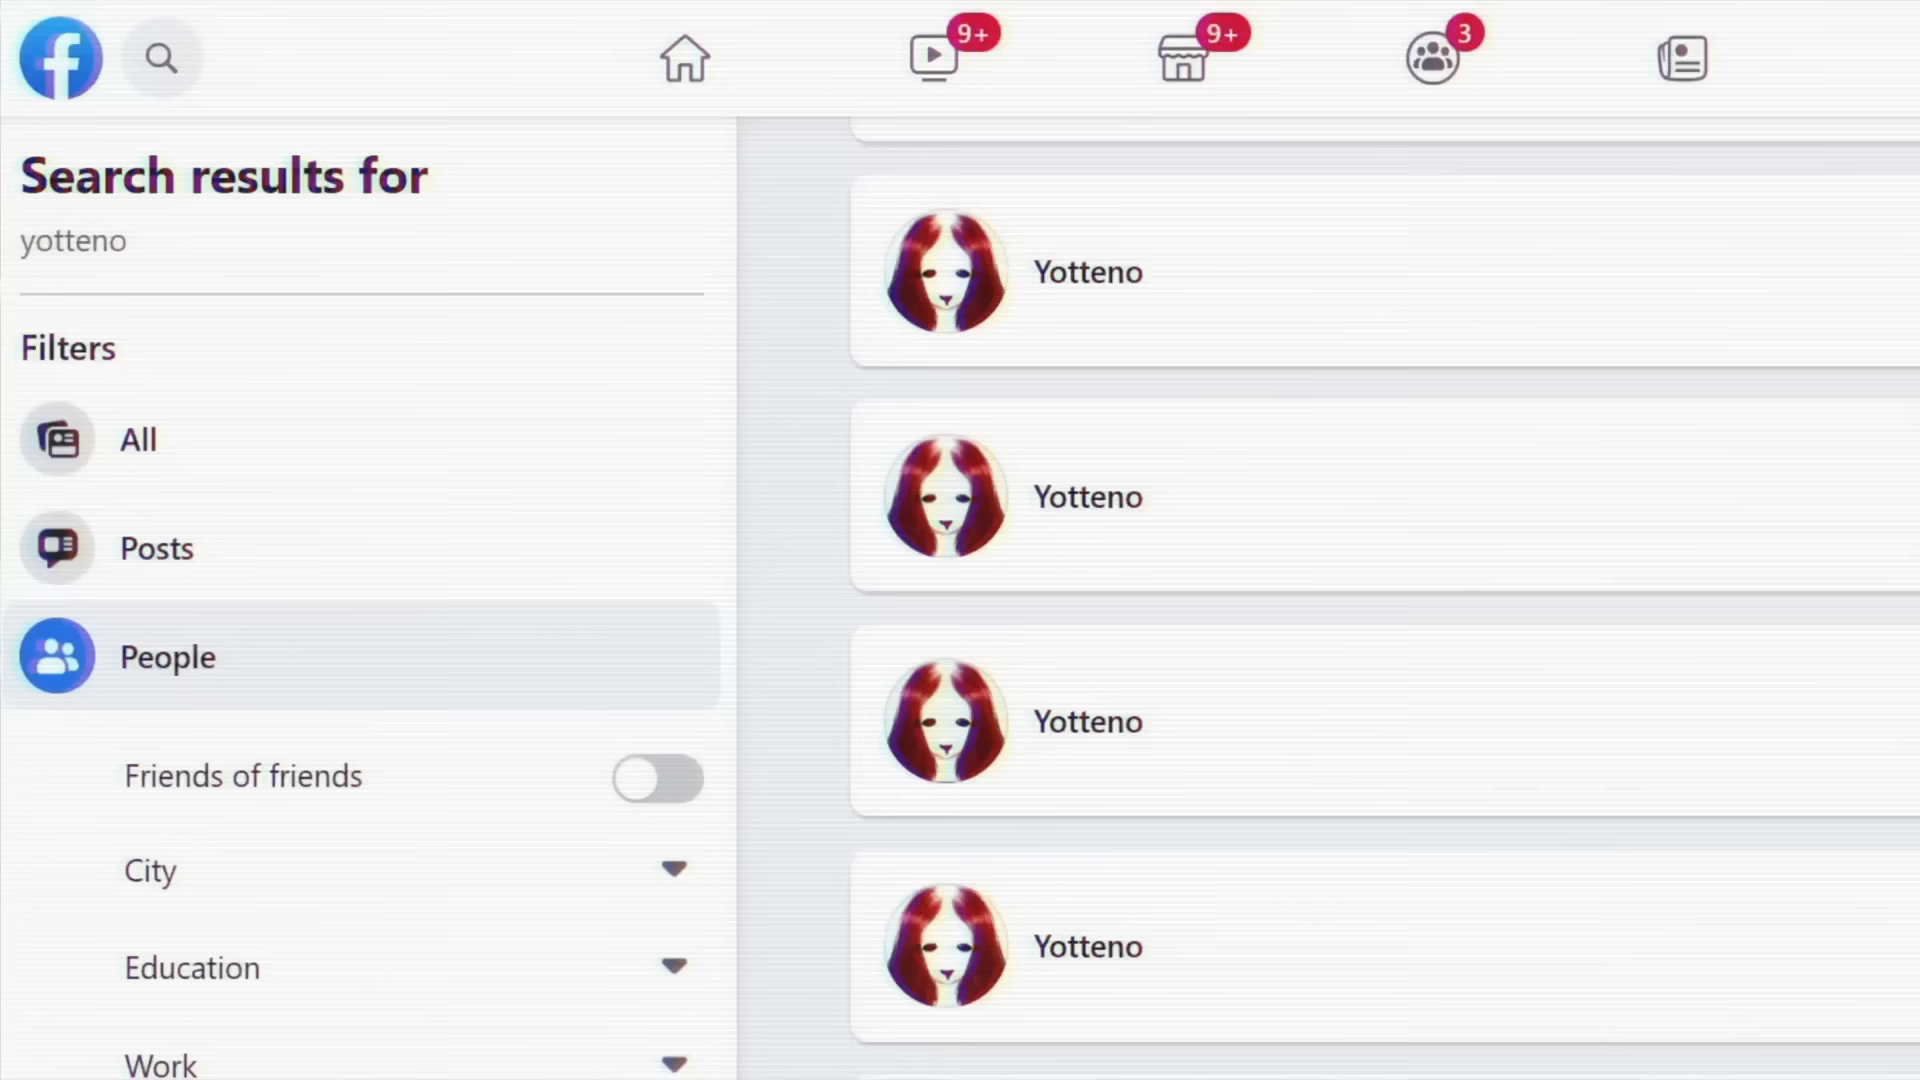 9+
9+
3
Search results for
yotteno
Filters
All
Posts
People
Friends of friends
City
Education
Work
Yotteno
Yotteno
Yotteno
Yotteno